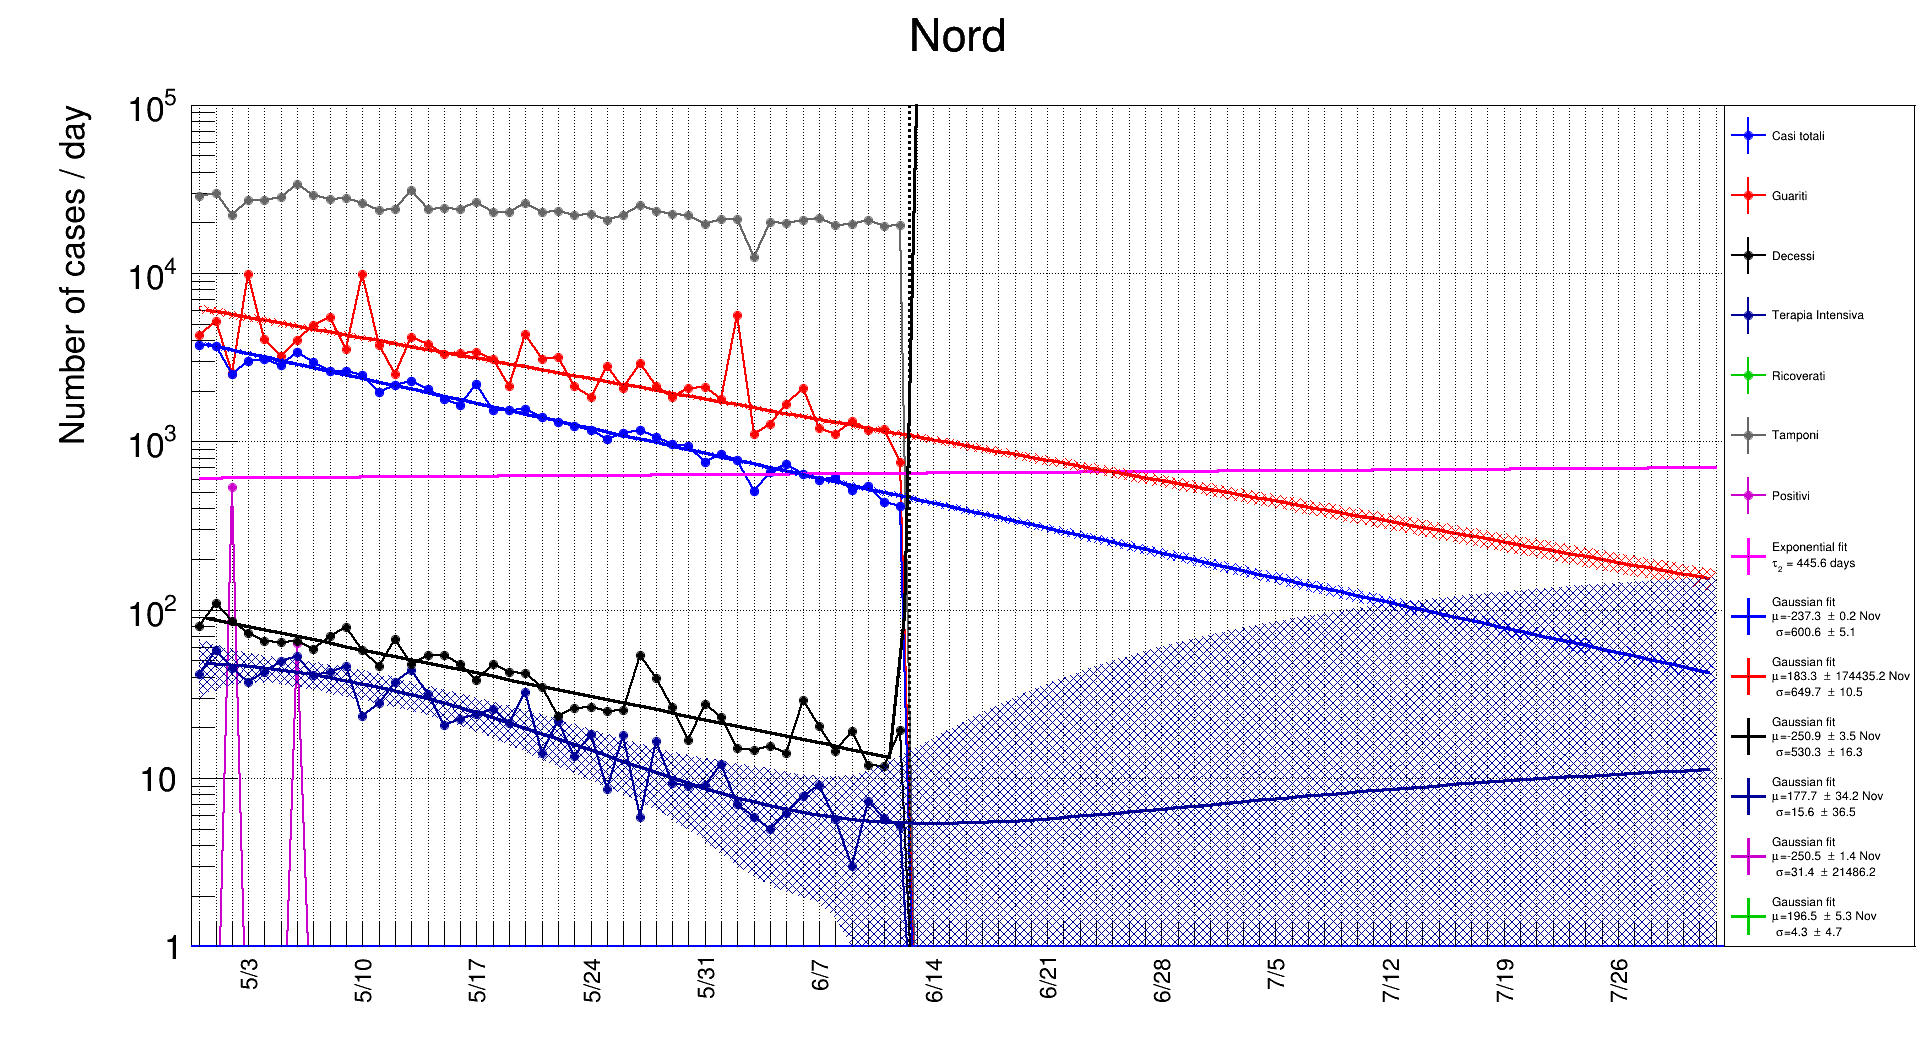 Nord
Number of cases / day
10^5
10^4
10^3
10^2
10
1
5/3
5/10
5/17
5/24
5/31
6/7
6/14
6/21
6/28
7/5
7/12
7/19
7/26
Casi totali
Guariti
Decessi
Terapia Intensiva
Ricoverati
Tamponi
Positivi
Exponential fit
τ_2 = 445.6 days
Gaussian fit
μ=-237.3 ± 0.2 Nov
σ=600.6 ± 5.1
Gaussian fit
μ=183.3 ± 174435.2 Nov
σ=649.7 ± 10.5
Gaussian fit
μ=-250.9 ± 3.5 Nov
σ=530.3 ± 16.3
Gaussian fit
μ=177.7 ± 34.2 Nov
σ=15.6 ± 36.5
Gaussian fit
μ=-250.5 ± 1.4 Nov
σ=31.4 ± 21486.2
Gaussian fit
μ=196.5 ± 5.3 Nov
σ=4.3 ± 4.7